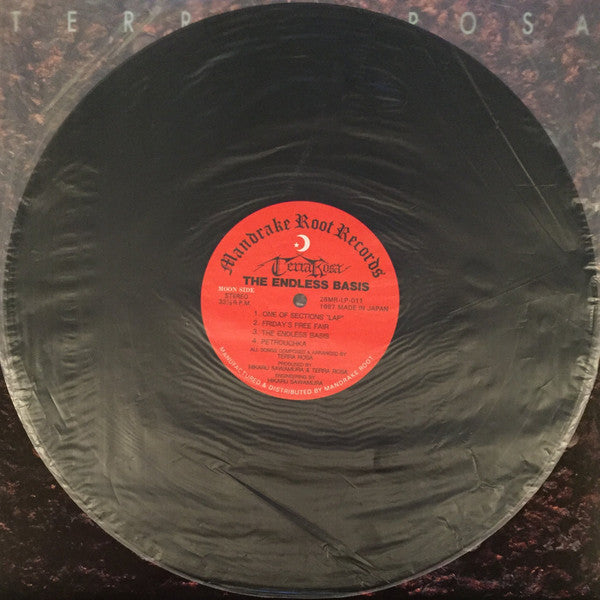 TERR ROSA
Mandrake Root Records
Terra Rosa
THE ENDLESS BASIS
MOON SIDE
STEREO
33⅓ R.P.M.
28MR-LP-011
1987 MADE IN JAPAN
1. ONE OF SECTIONS "LAP"
2. FRIDAY'S FREE FAIR
3. THE ENDLESS BASIS
4. PETROUCHKA
ALL SONGS COMPOSED & ARRANGED BY
TERRA ROSA
PRODUCED BY
HIKARU SAWAMURA & TERRA ROSA
ENGINEERING BY
HIKARU SAWAMURA
MANUFACTURED & DISTRIBUTED BY MANDRAKE ROOT